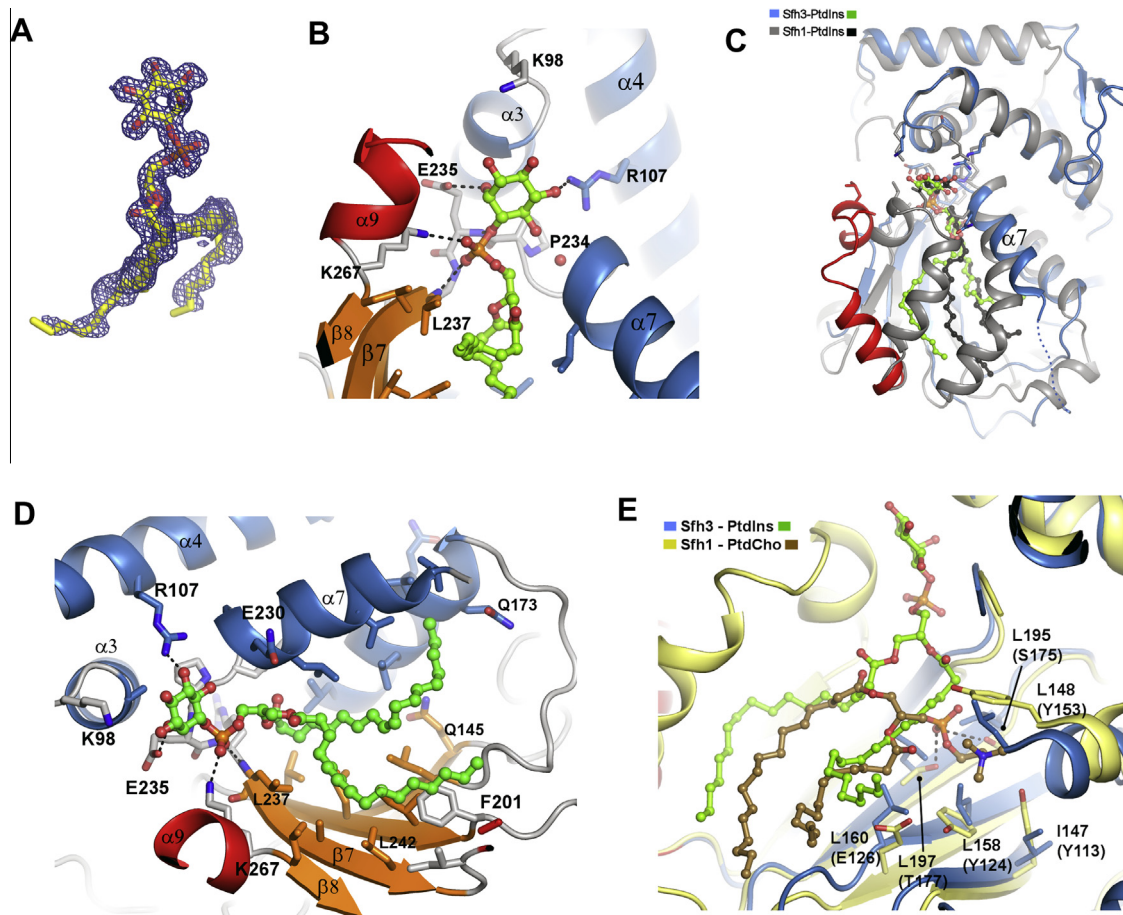 A
B
K98
α4
α3
E235
R107
α9
P234
K267
L237
α7
β8
β7
C
Sfh3-PtdIns
Sfh1-PtdIns
α7
D
α4
R107
α7
E230
Q173
α3
K98
Q145
E235
L237
F201
α9
L242
K267
β7
β8
E
Sfh3 - PtdIns
Sfh1 - PtdCho
L195
(S175)
L148
(Y153)
L160
(E126)
L197
(T177)
L158
(Y124)
I147
(Y113)